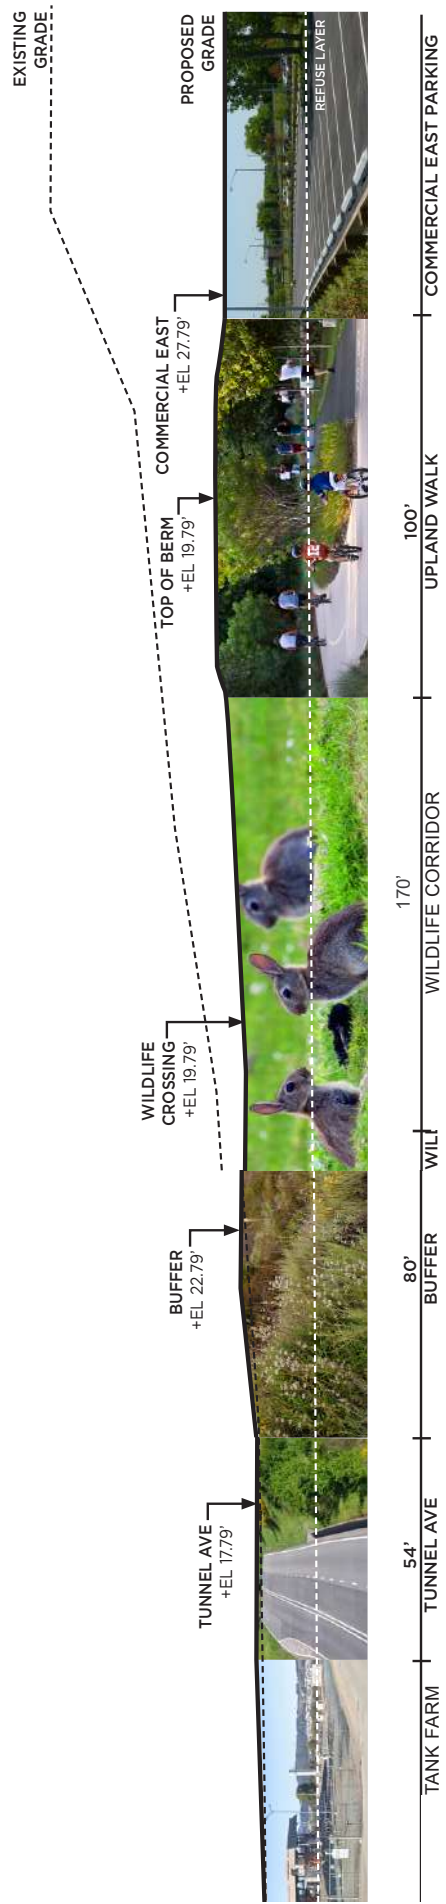 EXISTING
GRADE
PROPOSED
GRADE
REFUSE LAYER
TUNNEL AVE
+EL 17.79'
BUFFER
+EL 22.79'
WILDLIFE
CROSSING
+EL 19.79'
TOP OF BERM
+EL 19.79'
COMMERCIAL EAST
+EL 27.79'
TANK FARM
54'
TUNNEL AVE
80'
BUFFER
WILI
170'
WILDLIFE CORRIDOR
100'
UPLAND WALK
COMMERCIAL EAST PARKING